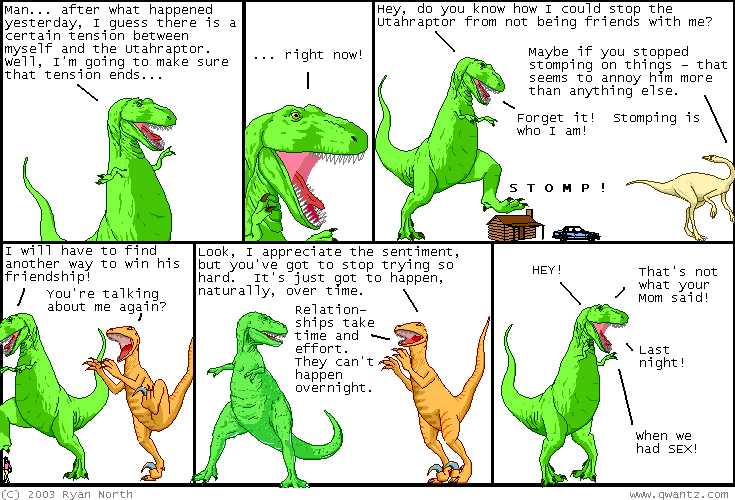 Man... after what happened
yesterday, I guess there is a
certain tension between
myself and the Utahraptor.
Well, I'm going to make sure
that tension ends...
... right now!
Hey, do you know how I could stop the
Utahraptor from not being friends with me?
Maybe if you stopped
stomping on things - that
seems to annoy him more
than anything else.
Forget it!  Stomping is
who I am!
STOMP!
I will have to find
another way to win his
friendship!
You're talking
about me again?
Look, I appreciate the sentiment,
but you've got to stop trying so
hard.  It's just got to happen,
naturally, over time.
Relation-
ships take
time and
effort.
They can't
happen
overnight.
HEY!
That's not
what your
Mom said!
Last
night!
When we
had SEX!
(C) 2003 Ryan North
www.qwantz.com